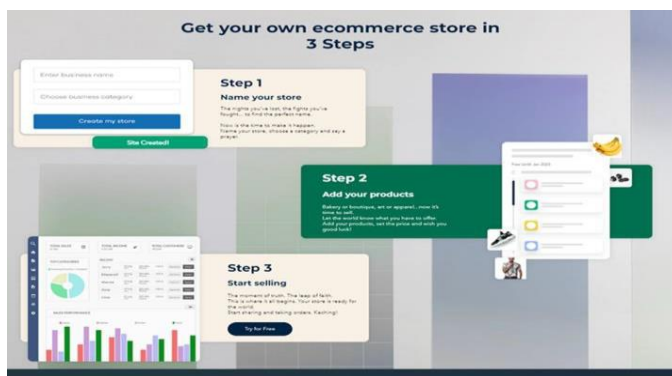 Get your own ecommerce store in
3 Steps
Enter business name
Choose business category
Create my store
Site Created!
Step 1
Name your store
The nights you've lost, the fights you've
fought... to find the perfect name.
Now is the time to make it happen.
Name your store, choose a category and say a
prayer.
Step 2
Add your products
Bakery or boutique, art or apparel...now it's
time to sell.
Let the world know what you have to offer.
Add your products, set the price and wish you
good luck!
Step 3
Start selling
The moment of truth. The leap of faith.
This is where it all begins. Your store is ready for
the world.
Start sharing and taking orders. Kaching!
Try for Free